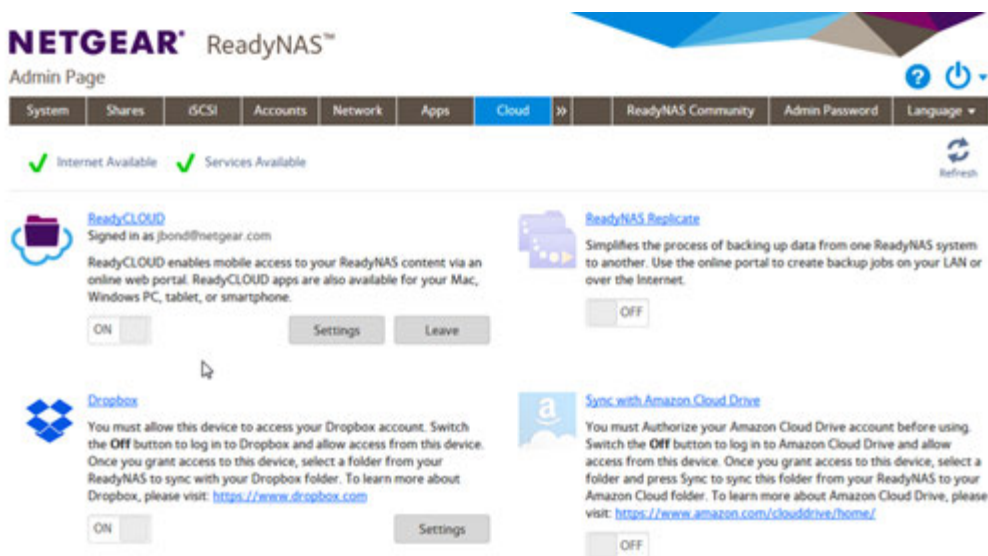 NETGEAR® ReadyNAS™
Admin Page
System Shares iSCSI Accounts Network Apps Cloud » ReadyNAS Community Admin Password Language
Internet Available Services Available
Refresh
ReadyCLOUD
Signed in as jbond@netgear.com
ReadyCLOUD enables mobile access to your ReadyNAS content via an
online web portal. ReadyCLOUD apps are also available for your Mac,
Windows PC, tablet, or smartphone.
ON
Settings Leave
ReadyNAS Replicate
Simplifies the process of backing up data from one ReadyNAS system
to another. Use the online portal to create backup jobs on your LAN or
over the Internet.
OFF
Dropbox
You must allow this device to access your Dropbox account. Switch
the Off button to log in to Dropbox and allow access from this device.
Once you grant access to this device, select a folder from your
ReadyNAS to sync with your Dropbox folder. To learn more about
Dropbox, please visit: https://www.dropbox.com
ON
Settings
a
Sync with Amazon Cloud Drive
You must Authorize your Amazon Cloud Drive account before using.
Switch the Off button to log in to Amazon Cloud Drive and allow
access from this device. Once you grant access to this device, select a
folder and press Sync to sync this folder from your ReadyNAS to your
Amazon Cloud folder. To learn more about Amazon Cloud Drive, please
visit: https://www.amazon.com/clouddrive/home/
OFF